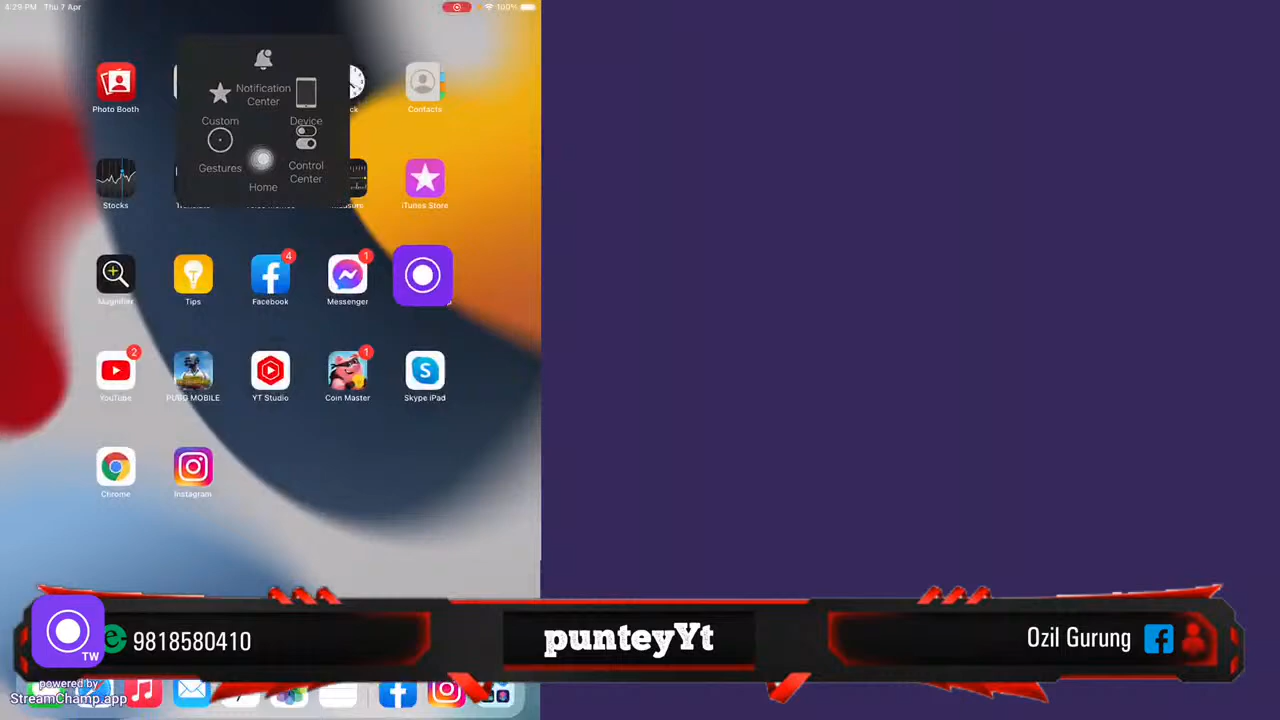 4:29 PM Thu 7 Apr
100%
Notification
Center
Custom
Device
Gestures
Control
Center
Home
Photo Booth
Contacts
Stocks
Measure
iTunes Store
Magnifier
Tips
Facebook
4
Messenger
1
YouTube
2
PUBG MOBILE
YT Studio
Coin Master
1
Skype iPad
Chrome
Instagram
9818580410
punteyYt
Ozil Gurung
TW
powered by
StreamChamp.app